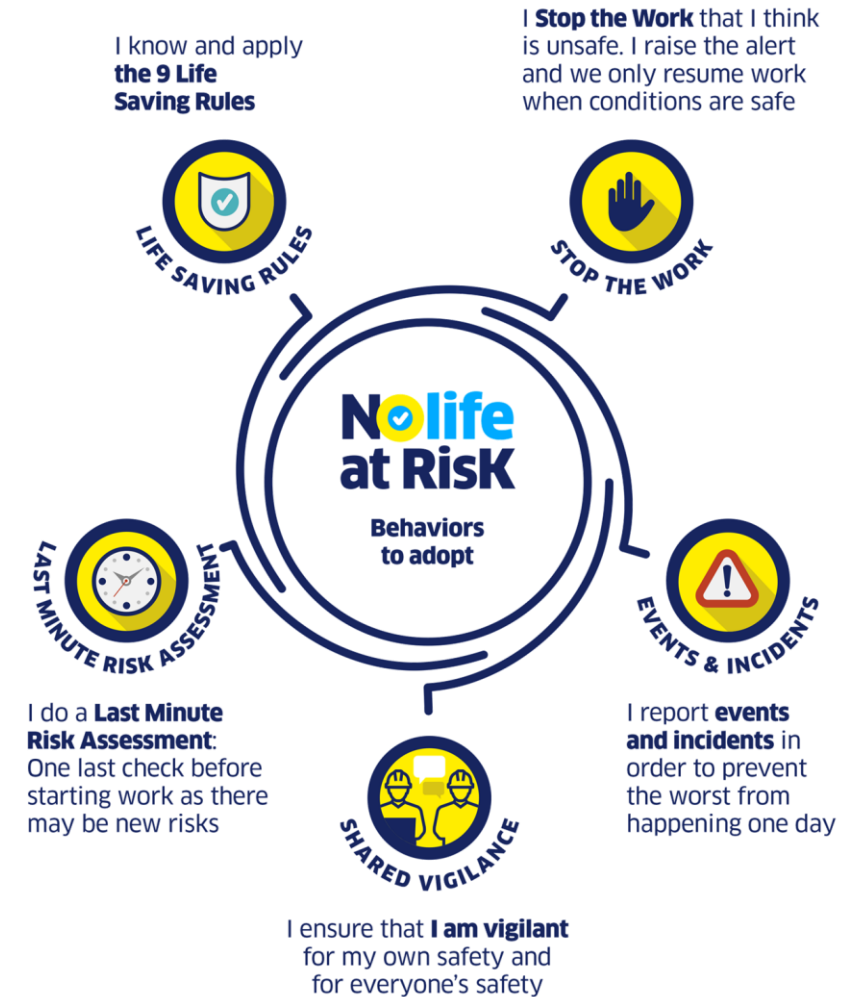 I know and apply
the 9 Life
Saving Rules
LIFE SAVING RULES
I Stop the Work that I think
is unsafe. I raise the alert
and we only resume work
when conditions are safe
STOP THE WORK
No life
at RisK
Behaviors
to adopt
LAST MINUTE RISK ASSESSMENT
I do a Last Minute
Risk Assessment:
One last check before
starting work as there
may be new risks
EVENTS & INCIDENTS
I report events
and incidents in
order to prevent
the worst from
happening one day
SHARED VIGILANCE
I ensure that I am vigilant
for my own safety and
for everyone's safety